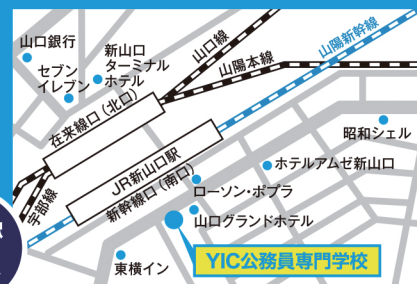 山口銀行
セブン
イレブン
新山口
ターミナル
ホテル
山口線
山陽本線
山陽新幹線
在来線口(北口)
昭和シェル
JR新山口駅
新幹線口(南口)
ホテルアムゼ新山口
宇部線
ローソン・ポプラ
山口グランドホテル
東横イン
YIC公務員専門学校